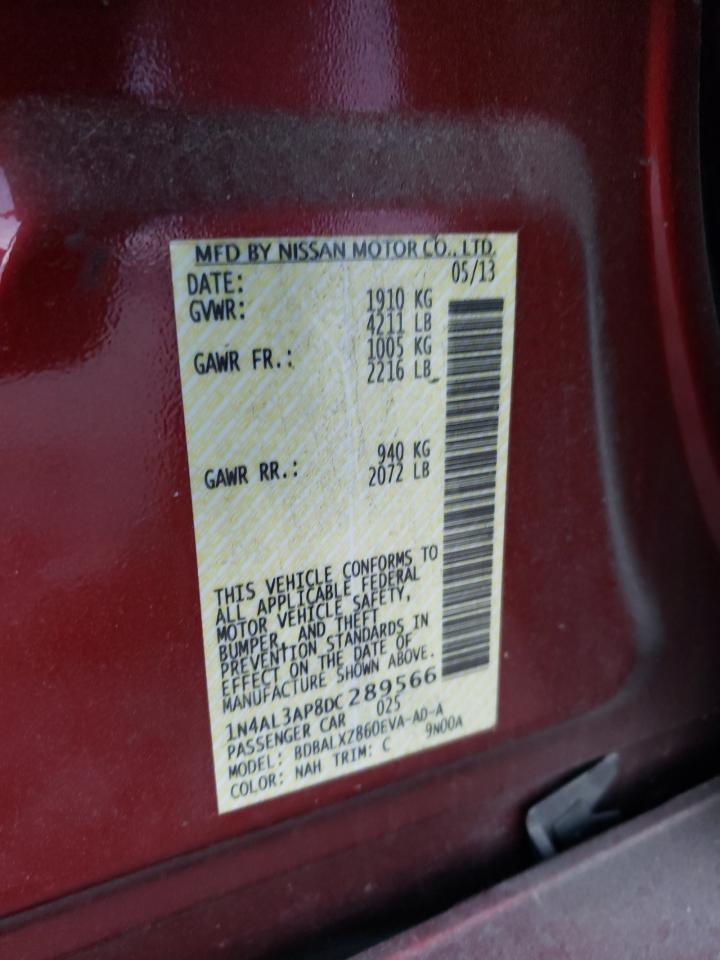 MFD BY NISSAN MOTOR CO., LTD.
DATE: 05/13
GVWR: 1910 KG
4211 LB
GAWR FR.: 1005 KG
2216 LB
GAWR RR.: 940 KG
2072 LB
THIS VEHICLE CONFORMS TO
ALL APPLICABLE FEDERAL
MOTOR VEHICLE SAFETY,
BUMPER, AND THEFT
PREVENTION STANDARDS IN
EFFECT ON THE DATE OF
MANUFACTURE SHOWN ABOVE.
1N4AL3AP8DC289566
PASSENGER CAR 025
MODEL: BDBALXZ860EVA-AD-A
COLOR: NAH TRIM: C 9N00A